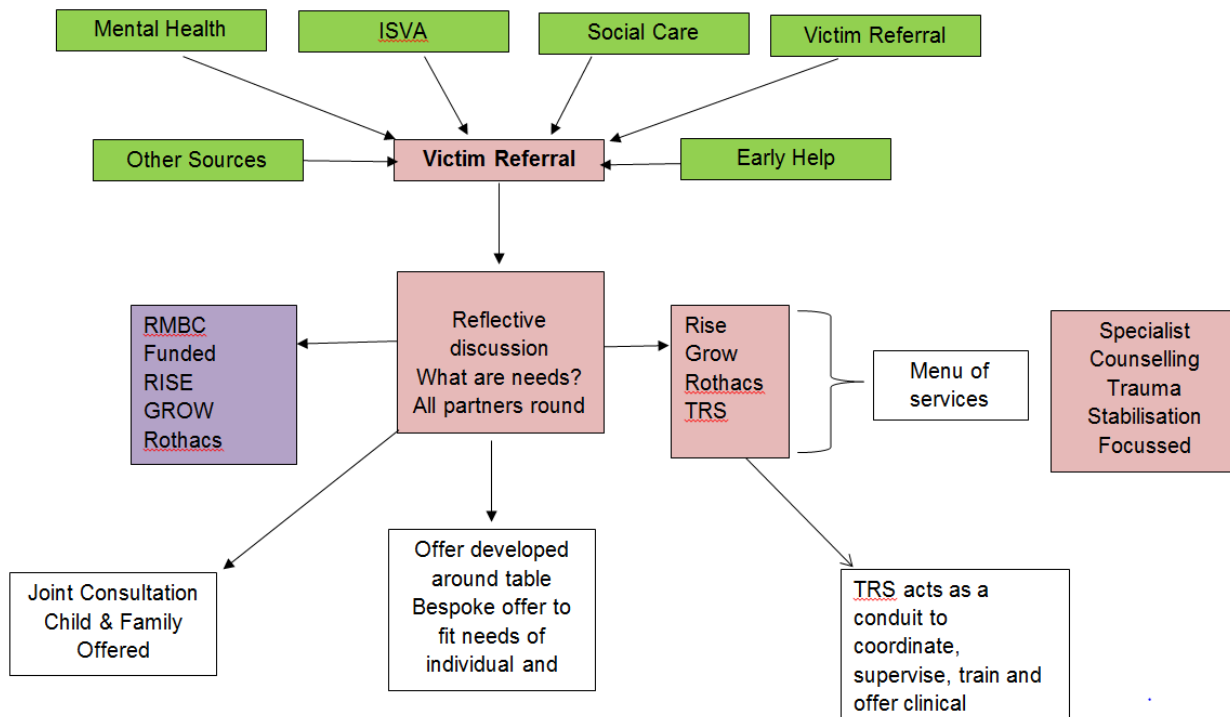 Mental Health
ISVA
Social Care
Victim Referral
Other Sources
Victim Referral
Early Help
RMBC
Funded
RISE
GROW
Rothacs
Reflective
discussion
What are needs?
All partners round
Rise
Grow
Rothacs
TRS
Menu of
services
Specialist
Counselling
Trauma
Stabilisation
Focussed
Joint Consultation
Child & Family
Offered
Offer developed
around table
Bespoke offer to
fit needs of
individual and
TRS acts as a
conduit to
coordinate,
supervise, train and
offer clinical